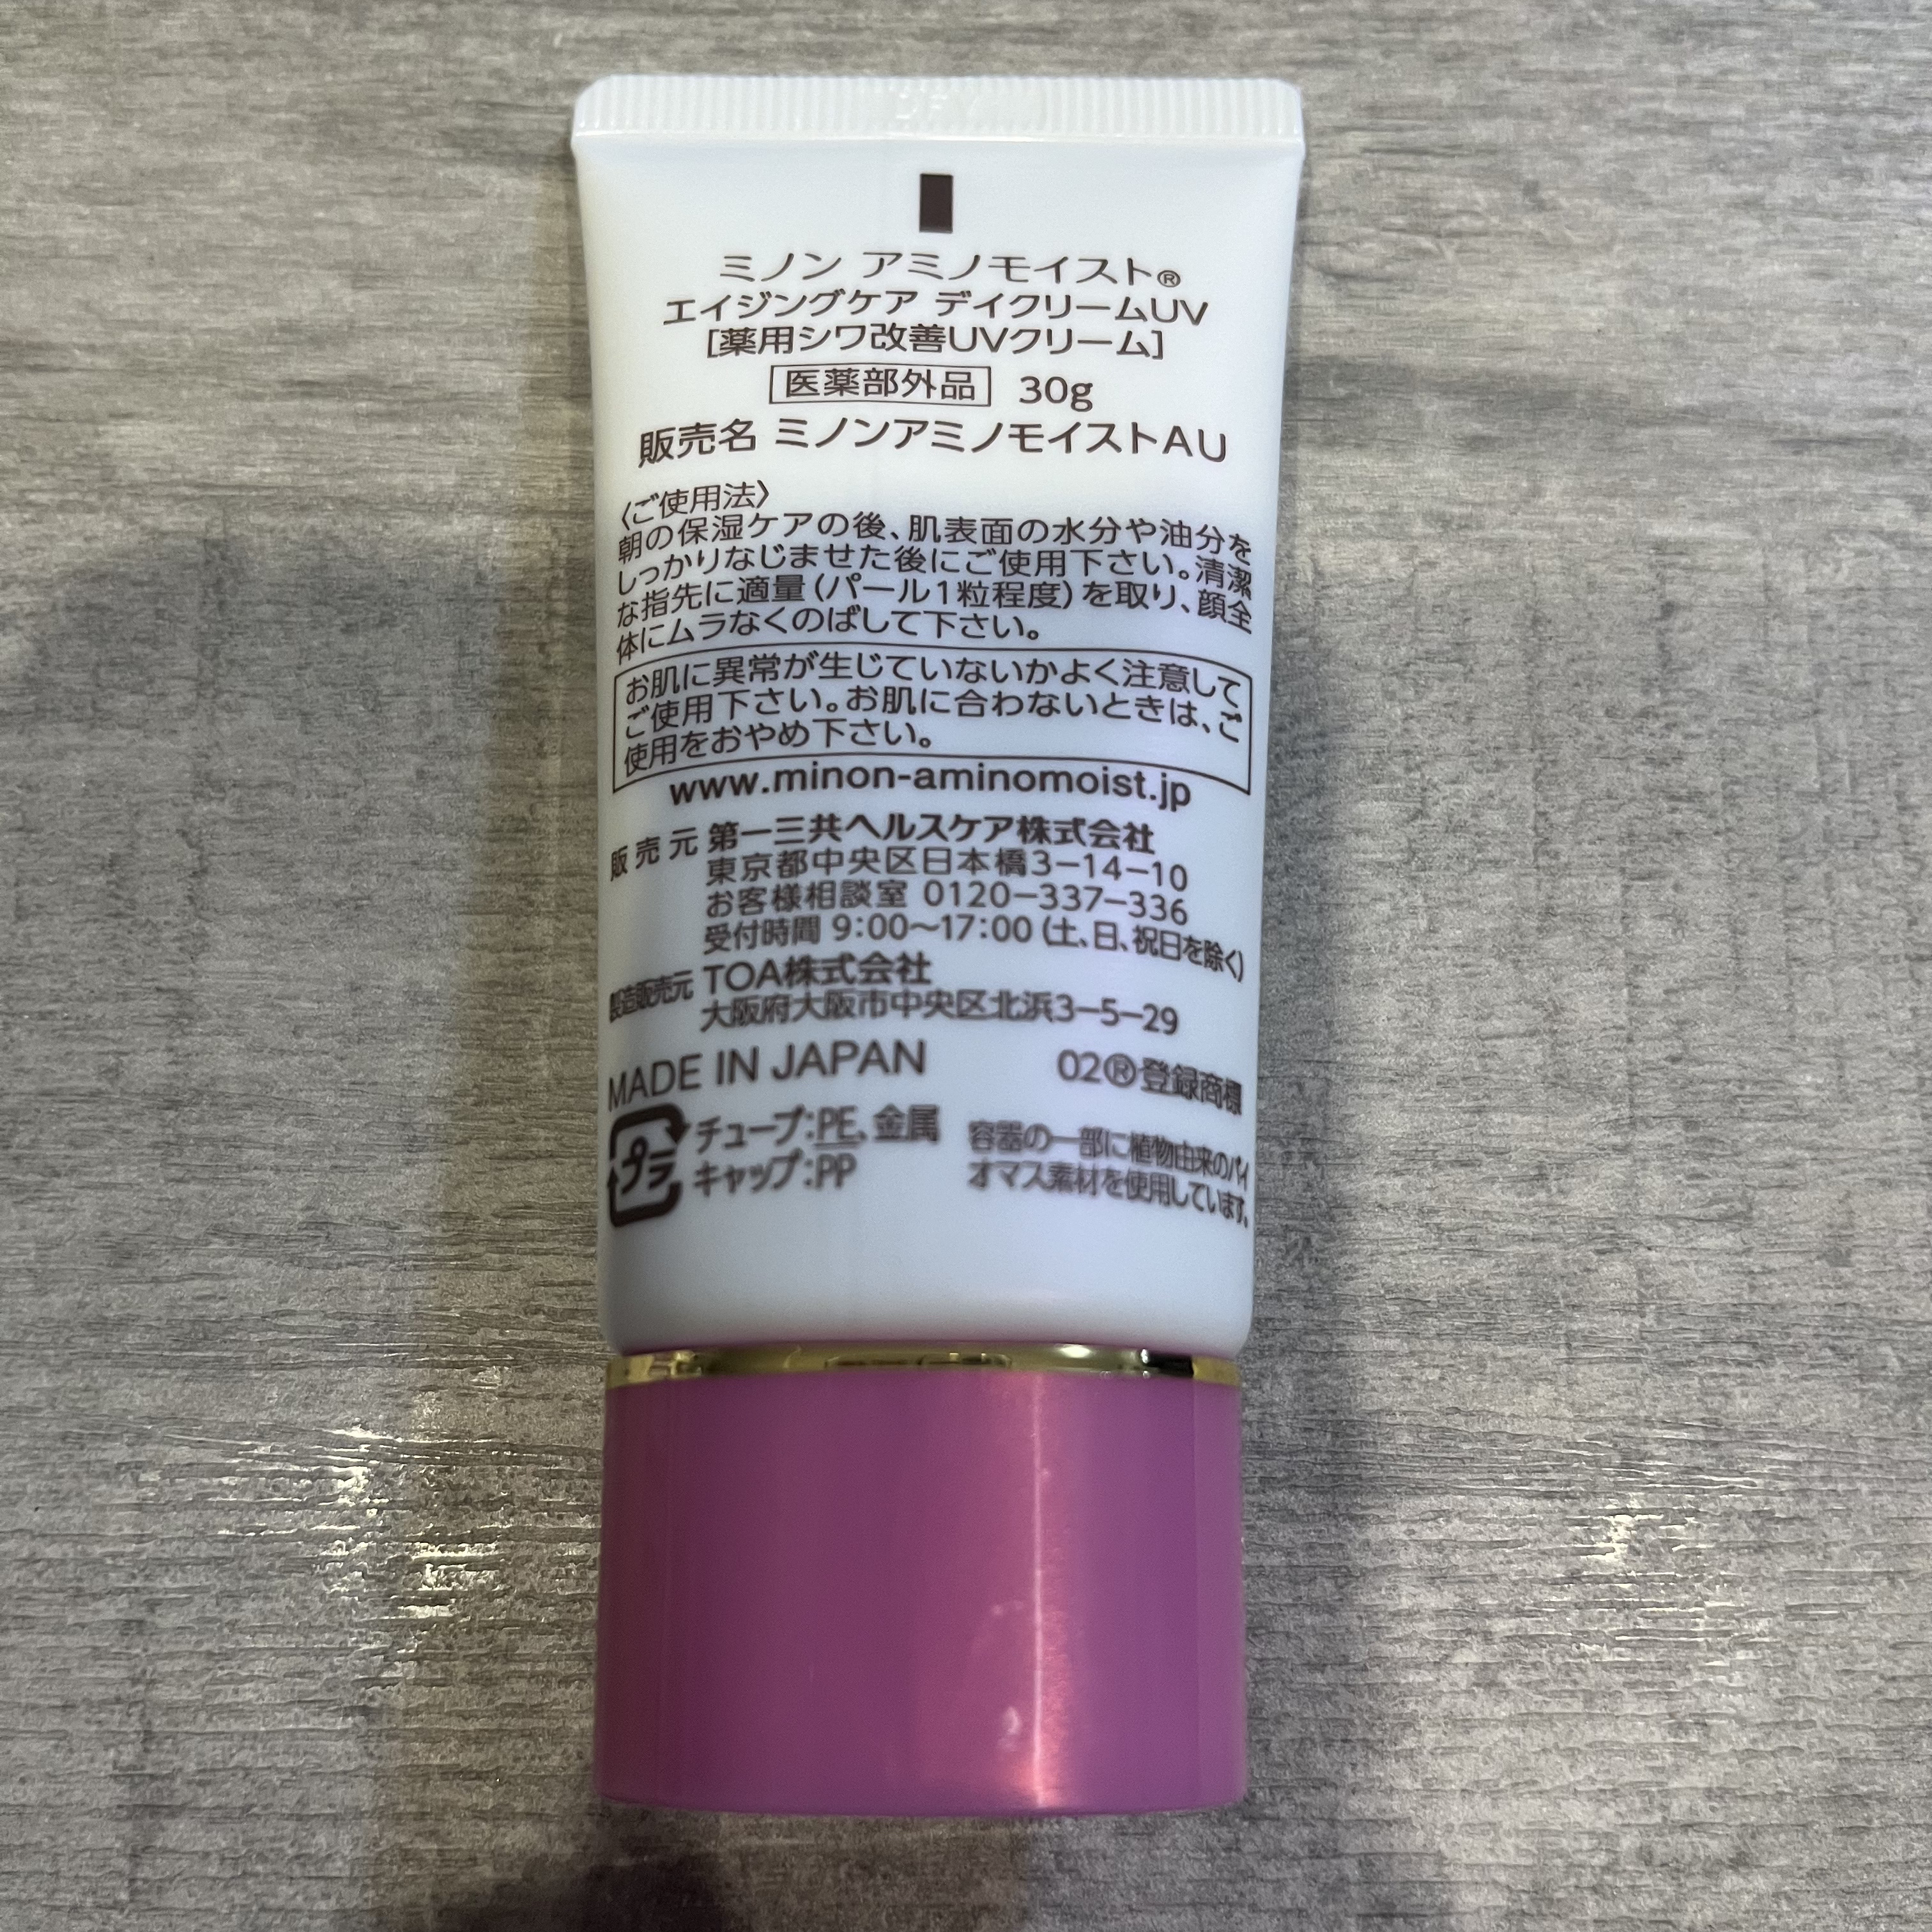 ミノン アミノモイスト®
エイジングケア デイクリームUV
[薬用シワ改善UVクリーム]
医薬部外品 30g
販売名 ミノンアミノモイストAU
〈ご使用法〉
朝の保湿ケアの後、肌表面の水分や油分を
しっかりなじませた後にご使用下さい。清潔
な指先に適量(パール1粒程度)を取り、顔全
体にムラなくのばして下さい。
お肌に異常が生じていないかよく注意して
ご使用下さい。お肌に合わないときは、ご
使用をおやめ下さい。
www.minon-aminomoist.jp
販売元 第一三共ヘルスケア株式会社
東京都中央区日本橋3−14−10
お客様相談室 0120−337−336
受付時間 9:00〜17:00 (土、日、祝日を除く)
製造販売元 TOA株式会社
大阪府大阪市中央区北浜3−5−29
MADE IN JAPAN 02®登録商標
プラ チューブ:PE、金属
キャップ:PP
容器の一部に植物由来のバイ
オマス素材を使用しています。